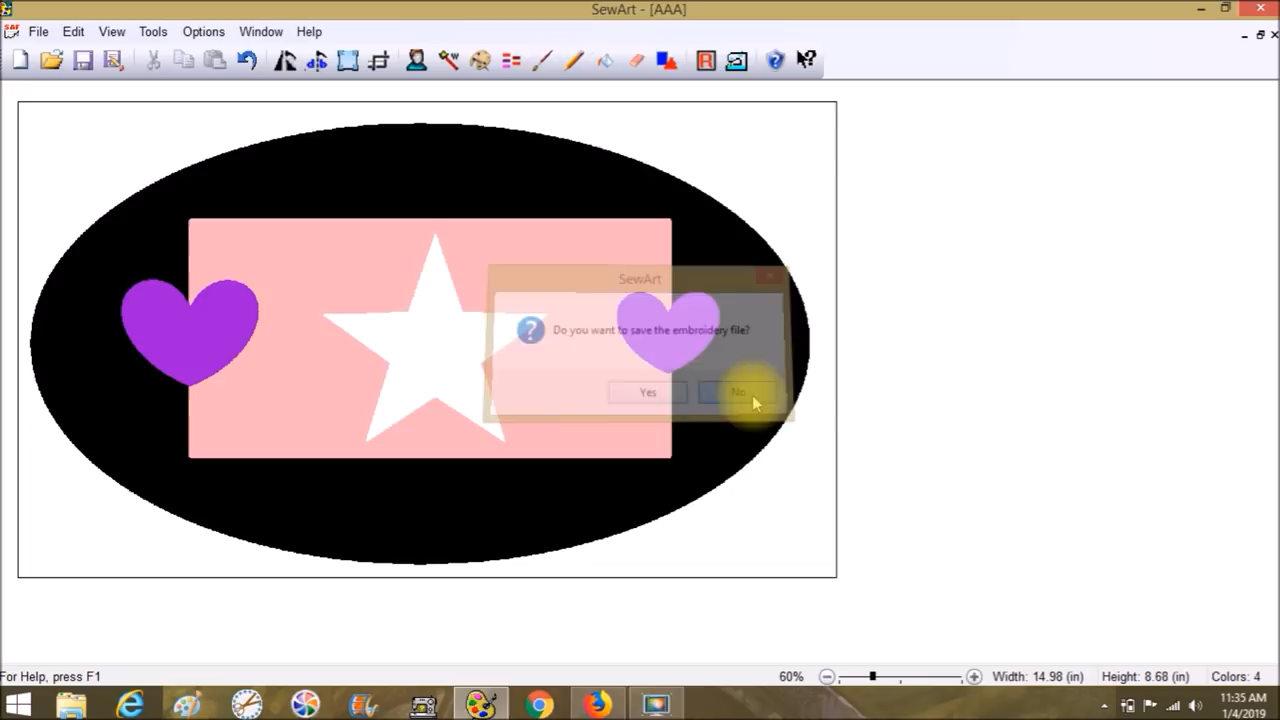 SewArt - [AAA]
File Edit View Tools Options Window Help
SewArt
Do you want to save the embroidery file?
Yes No
For Help, press F1
60% Width: 14.98 (in) Height: 8.68 (in) Colors: 4
11:35 AM
1/4/2019